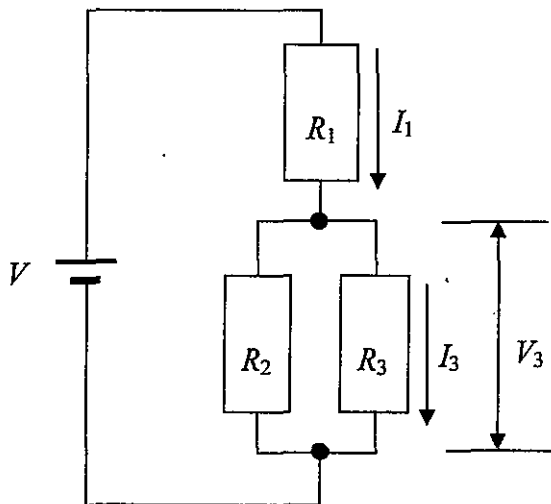 R₁
I₁
V
R₂
R₃
I₃
V₃